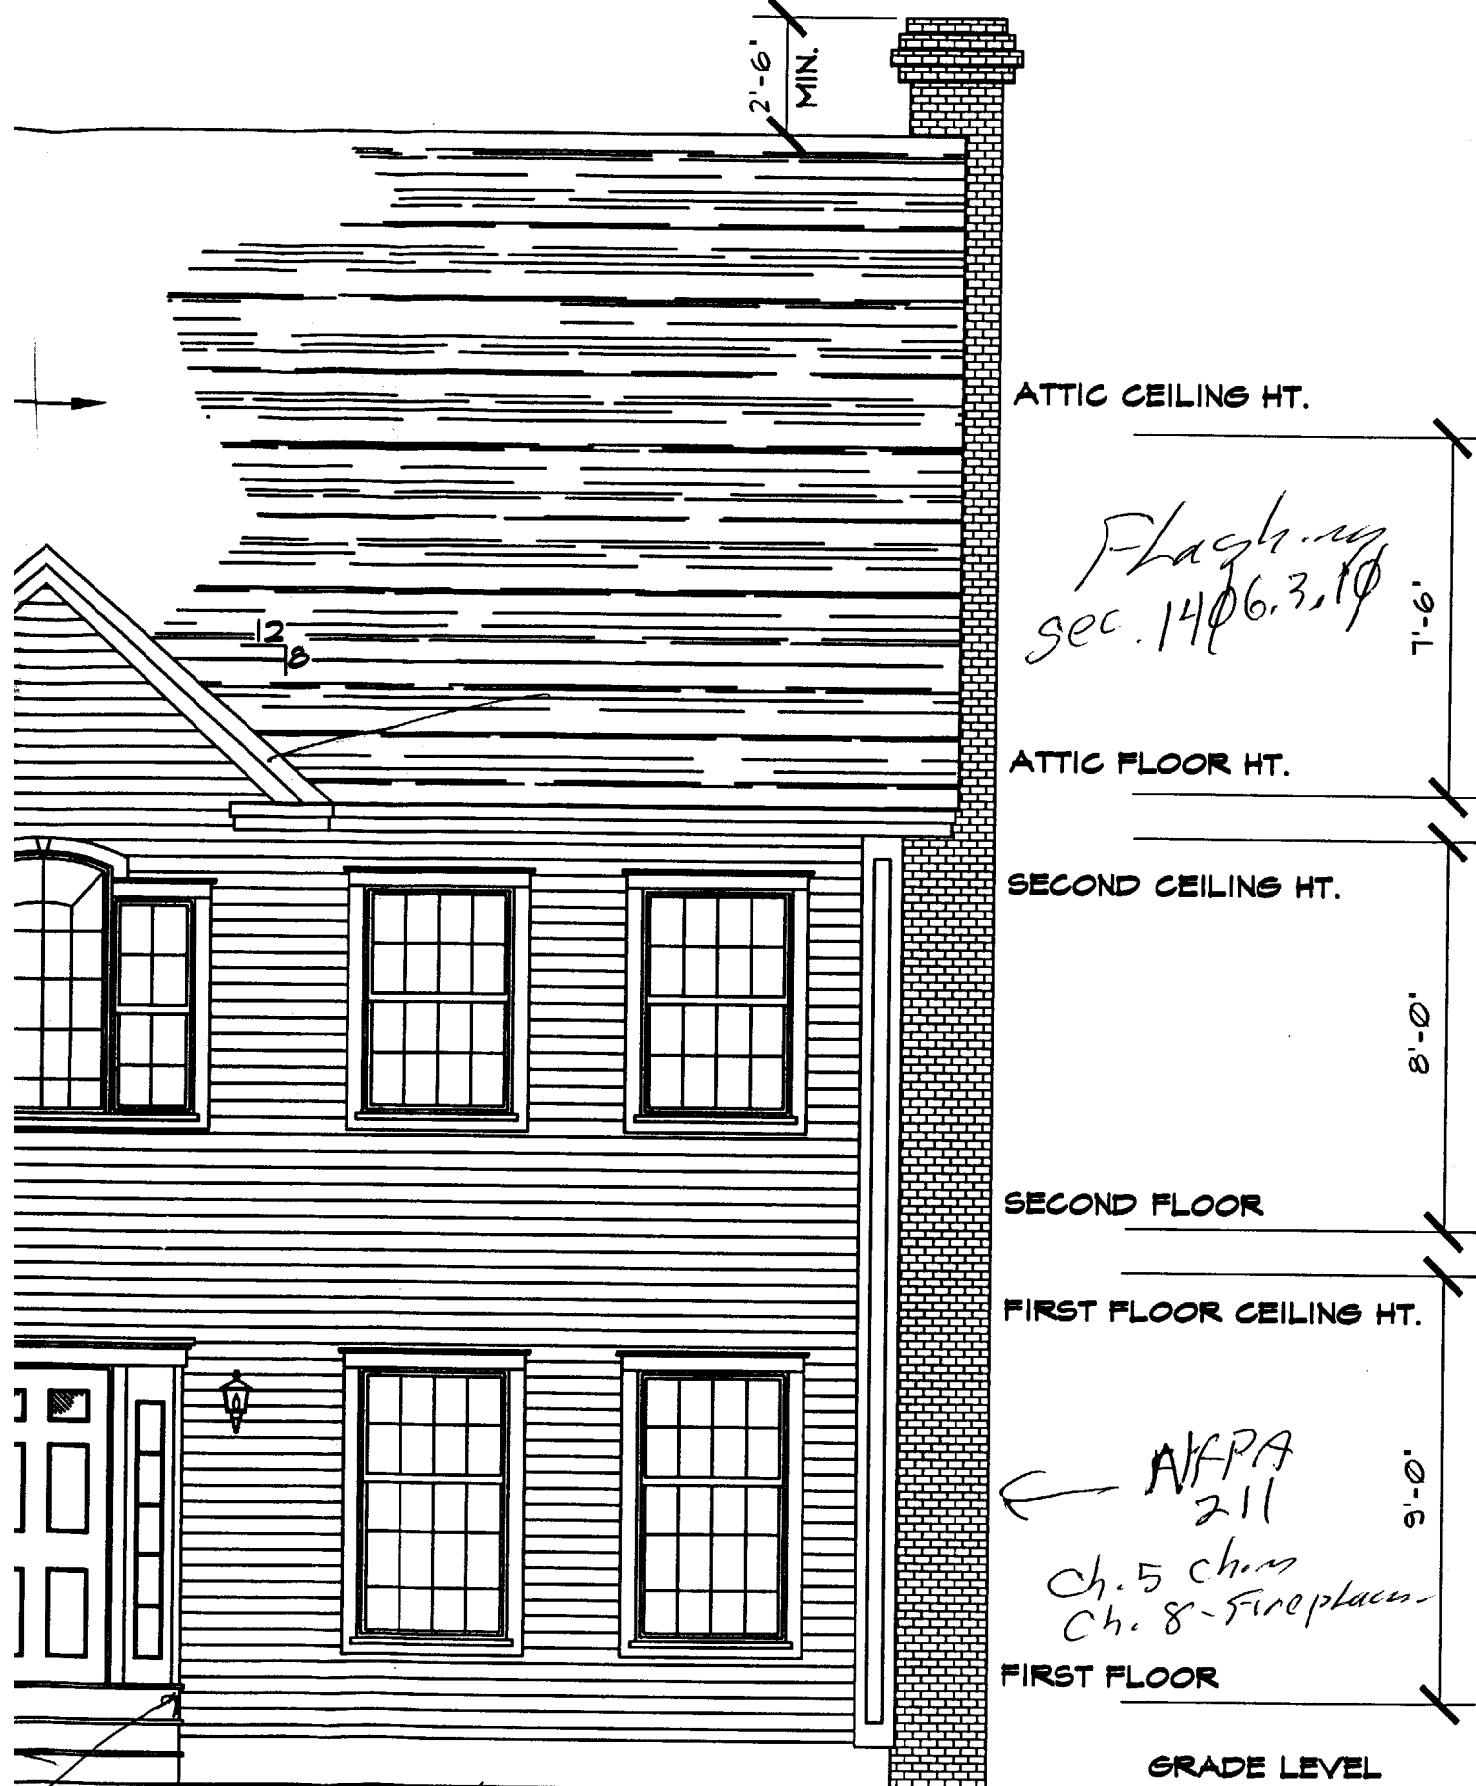 2'-6"
MIN.
ATTIC CEILING HT.
Flashing
sec. 1406.3.10
7'-6"
12
8
ATTIC FLOOR HT.
SECOND CEILING HT.
8'-0"
SECOND FLOOR
FIRST FLOOR CEILING HT.
NFPA
211
9'-0"
Ch. 5 chim
Ch. 8 - Fireplaces
FIRST FLOOR
GRADE LEVEL